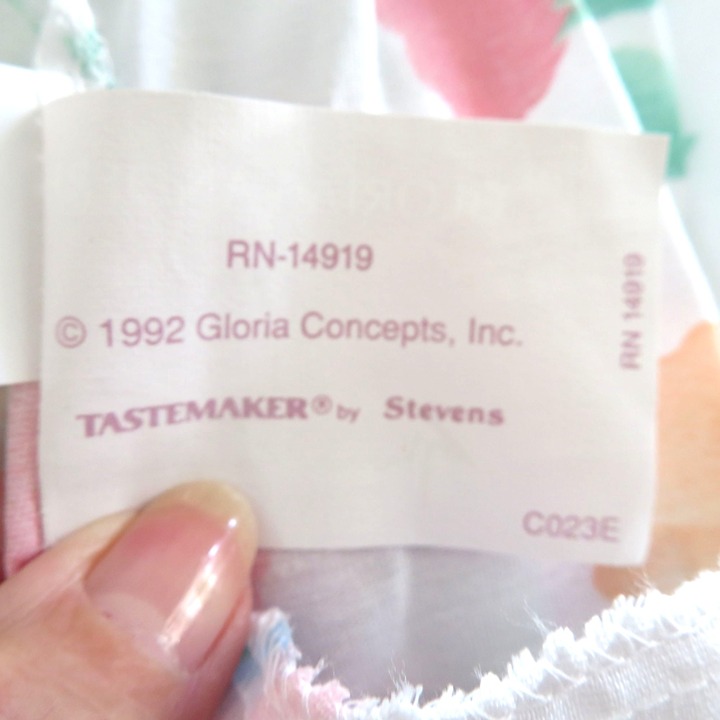 RN-14919
© 1992 Gloria Concepts, Inc.
TASTEMAKER® by Stevens
C023E
RN 14919